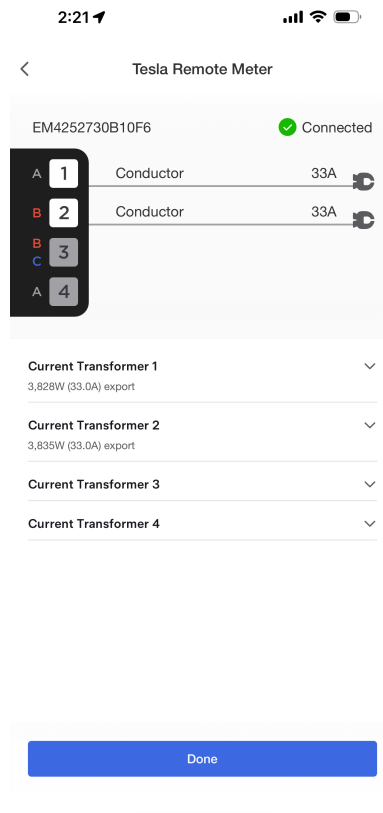 2:21
Tesla Remote Meter
EM4252730B10F6 Connected
A 1 Conductor 33A
B 2 Conductor 33A
B
C 3
A 4
Current Transformer 1
3,828W (33.0A) export
Current Transformer 2
3,835W (33.0A) export
Current Transformer 3
Current Transformer 4
Done